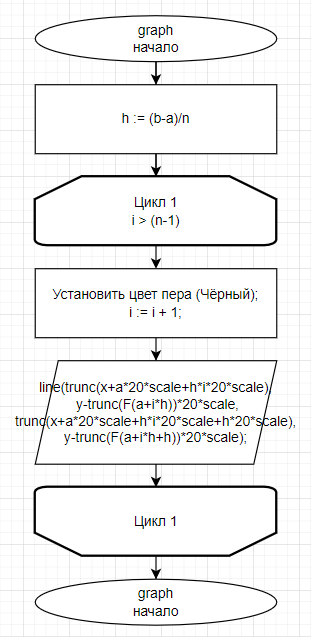 graph
начало
h := (b-a)/n
Цикл 1
i > (n-1)
Установить цвет пера (Чёрный);
i := i + 1;
line(trunc(x+a*20*scale+h*i*20*scale),
y-trunc(F(a+i*h))*20*scale,
trunc(x+a*20*scale+h*i*20*scale+h*20*scale),
y-trunc(F(a+i*h+h))*20*scale);
Цикл 1
graph
начало